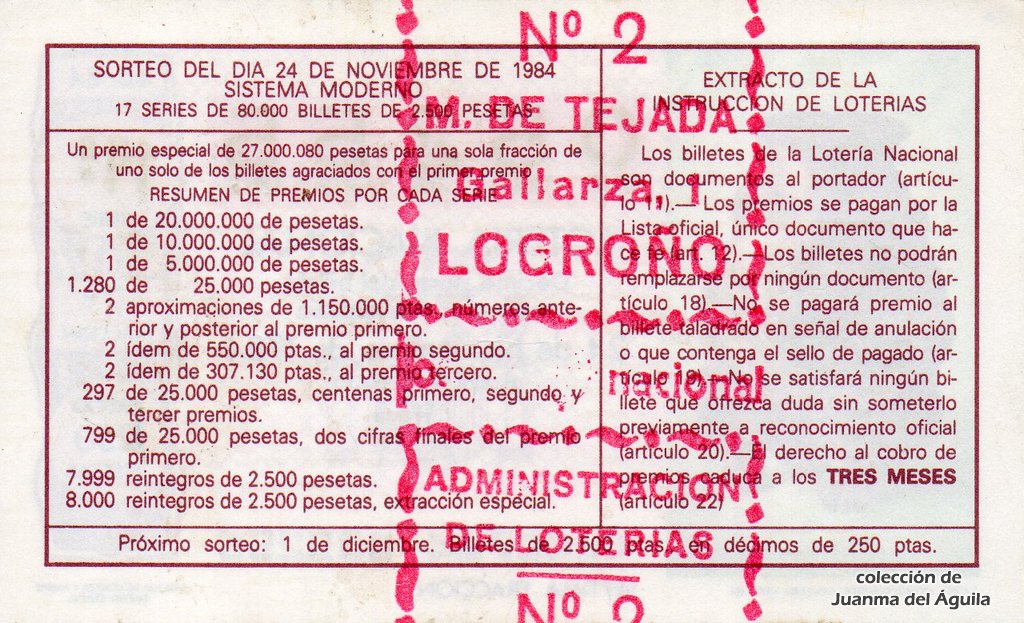 SORTEO DEL DIA 24 DE NOVIEMBRE DE 1984
SISTEMA MODERNO
17 SERIES DE 80.000 BILLETES DE 2.500 PESETAS
Un premio especial de 27.000.080 pesetas para una sola fracción de
uno solo de los billetes agraciados con el primer premio
RESUMEN DE PREMIOS POR CADA SERIE
1 de 20.000.000 de pesetas.
1 de 10.000.000 de pesetas.
1 de 5.000.000 de pesetas.
1.280 de 25.000 pesetas.
2 aproximaciones de 1.150.000 ptas., números ante-
rior y posterior al premio primero.
2 ídem de 550.000 ptas., al premio segundo.
2 ídem de 307.130 ptas., al premio tercero.
297 de 25.000 pesetas, centenas primero, segundo y
tercer premios.
799 de 25.000 pesetas, dos cifras finales del premio
primero.
7.999 reintegros de 2.500 pesetas.
8.000 reintegros de 2.500 pesetas, extracción especial.
EXTRACTO DE LA
INSTRUCCION DE LOTERIAS
Los billetes de la Lotería Nacional
son documentos al portador (artícu-
lo 11).—Los premios se pagan por la
Lista oficial, único documento que ha-
ce fe (art. 12).—Los billetes no podrán
remplazarse por ningún documento (ar-
tículo 18).—No se pagará premio al
billete taladrado en señal de anulación
o que contenga el sello de pagado (ar-
tículo 19).—No se satisfará ningún bi-
llete que ofrezca duda sin someterlo
previamente a reconocimiento oficial
(artículo 20).—El derecho al cobro de
premios caduca a los TRES MESES
(artículo 22)
Próximo sorteo: 1 de diciembre. Billetes de 2.500 ptas. en décimos de 250 ptas.
Nº 2
M. DE TEJADA
Gallarza, 1
LOGROÑO
p. nacional
ADMINISTRACION
DE LOTERIAS
Nº 2
colección de
Juanma del Águila